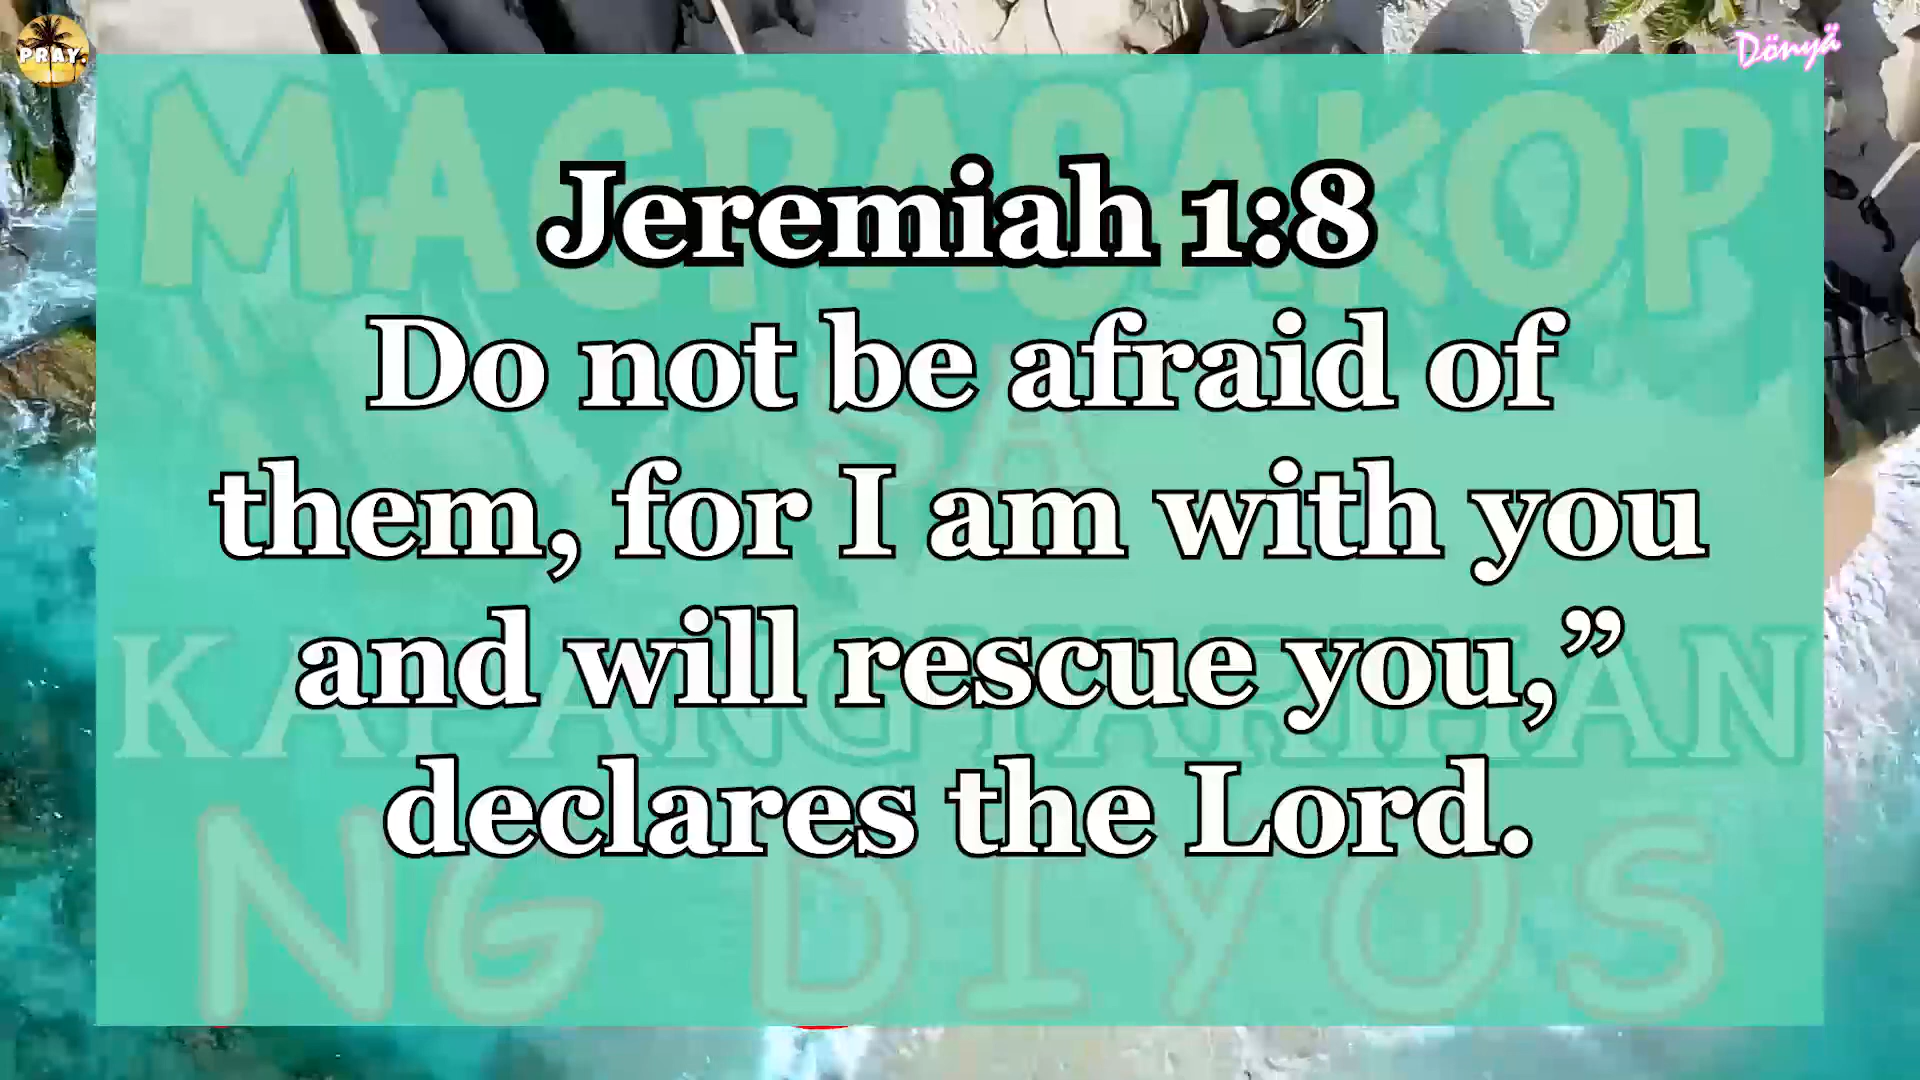 PRAY.
Dönyä
MAGPASAKOP
SA
KAPANGYARIHAN
NG DIYOS
Jeremiah 1:8
Do not be afraid of
them, for I am with you
and will rescue you,”
declares the Lord.